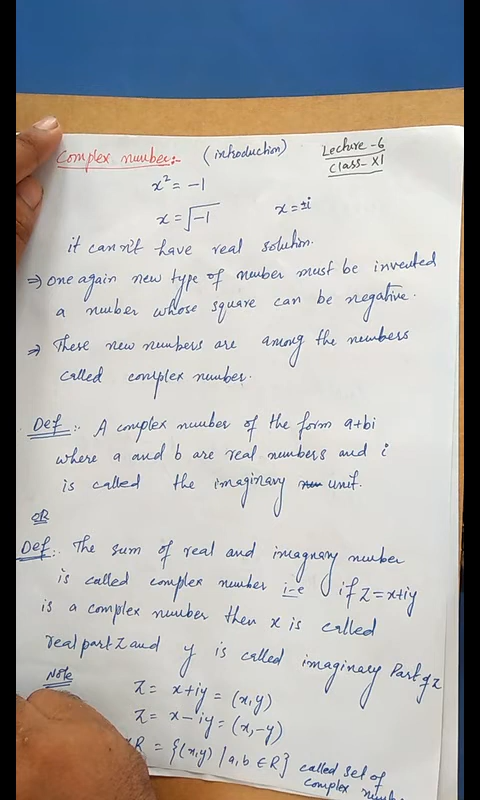 Complex number:- (introduction) Lecture-6
Class-XI
x² = -1
x = √-1 x = ±i
it cann't have real solution.
⇒ one again new type of number must be invented
a number whose square can be negative.
⇒ These new numbers are among the numbers
called complex number.
Def:. A complex number of the form a+bi
where a and b are real numbers and i
is called the imaginary unit.
OR
Def:. The sum of real and imagnary number
is called complex number i-e if Z = x+iy
is a complex number then x is called
real part Z and y is called imaginary Part of Z
Note
Z = x+iy = (x,y)
Z = x-iy = (x,-y)
R = {(x,y) / a,b ∈ R} called set of
complex